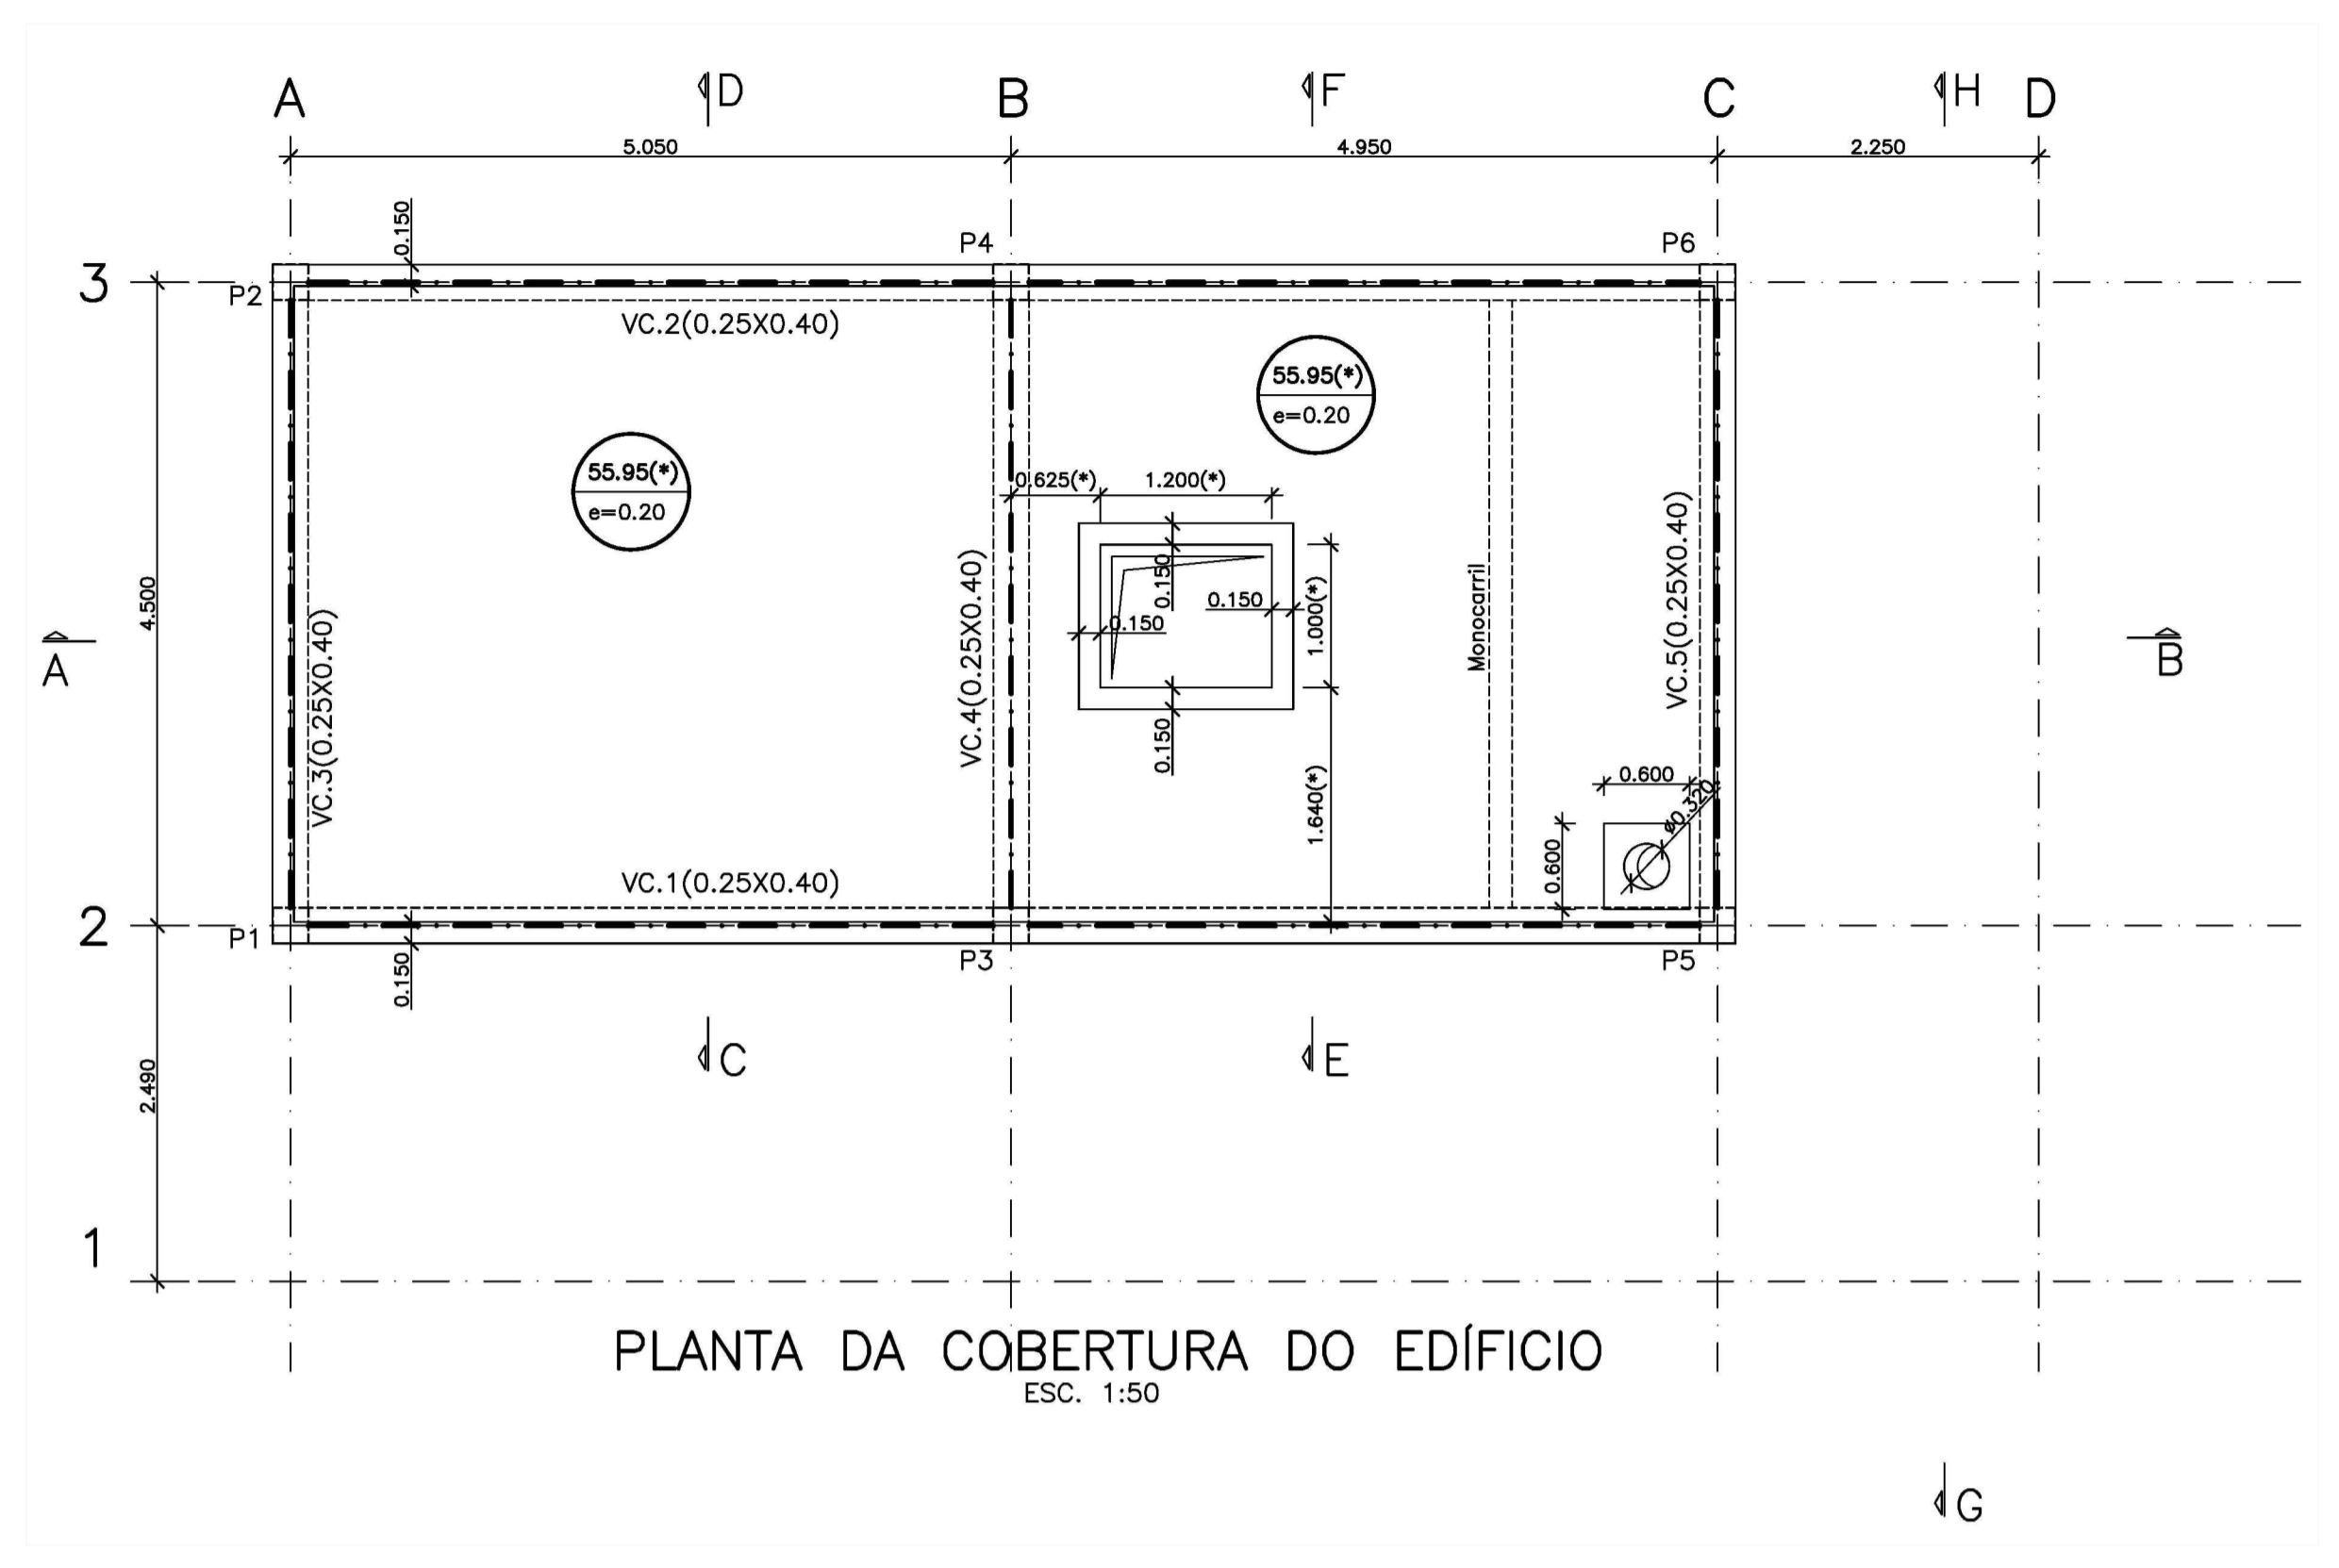 A
D
B
F
C
H
D
5.050
4.950
2.250
0.150
P4
P6
3
P2
VC.2(0.25X0.40)
55.95(*)
e=0.20
55.95(*)
e=0.20
0.625(*)
1.200(*)
VC.5(0.25X0.40)
4.500
VC.3(0.25X0.40)
VC.4(0.25X0.40)
0.150
0.150
0.150
1.000(*)
Monocarril
A
B
0.150
1.640(*)
0.600
ø0.320
0.600
VC.1(0.25X0.40)
2
P1
P3
P5
0.150
C
E
2.490
1
PLANTA DA COBERTURA DO EDÍFICIO
ESC. 1:50
G